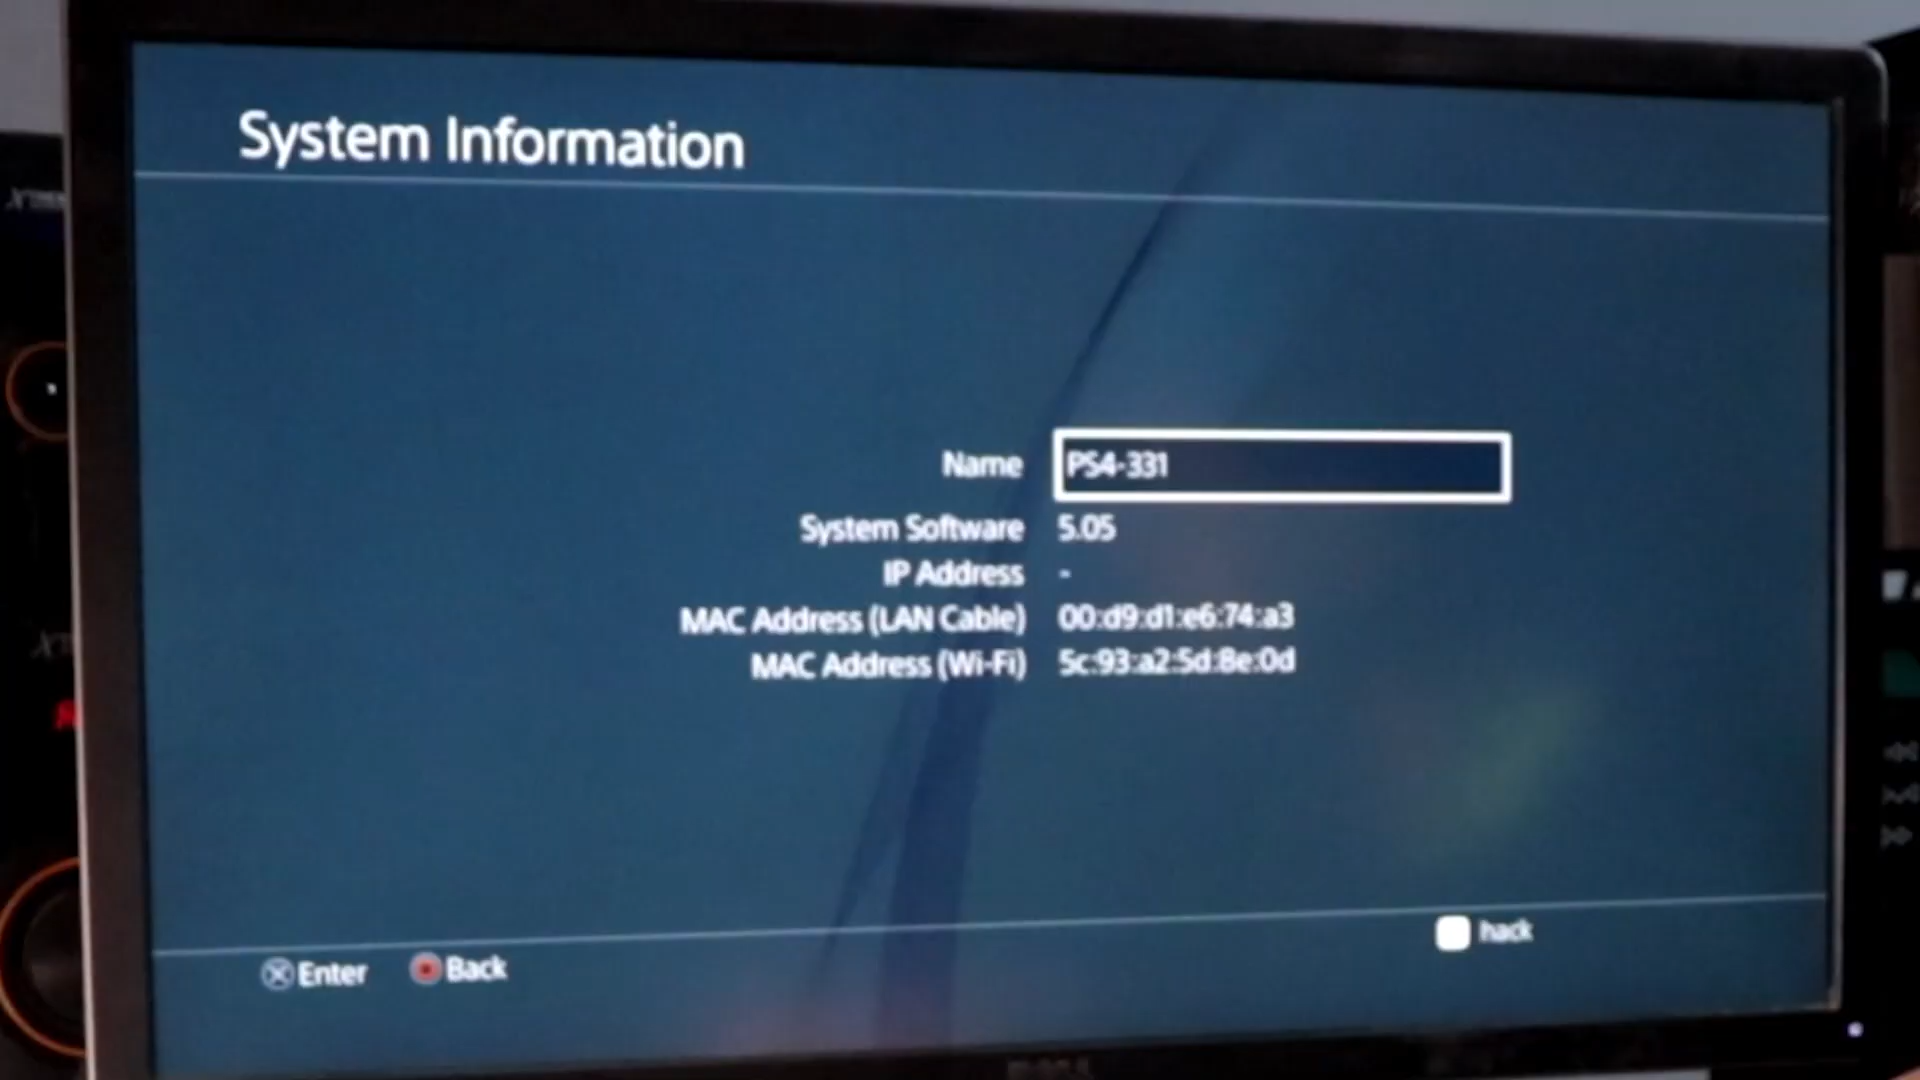 System Information
Name PS4-331
System Software 5.05
IP Address -
MAC Address (LAN Cable) 00:d9:d1:e6:74:a3
MAC Address (Wi-Fi) 5c:93:a2:5d:8e:0d
Enter Back hack